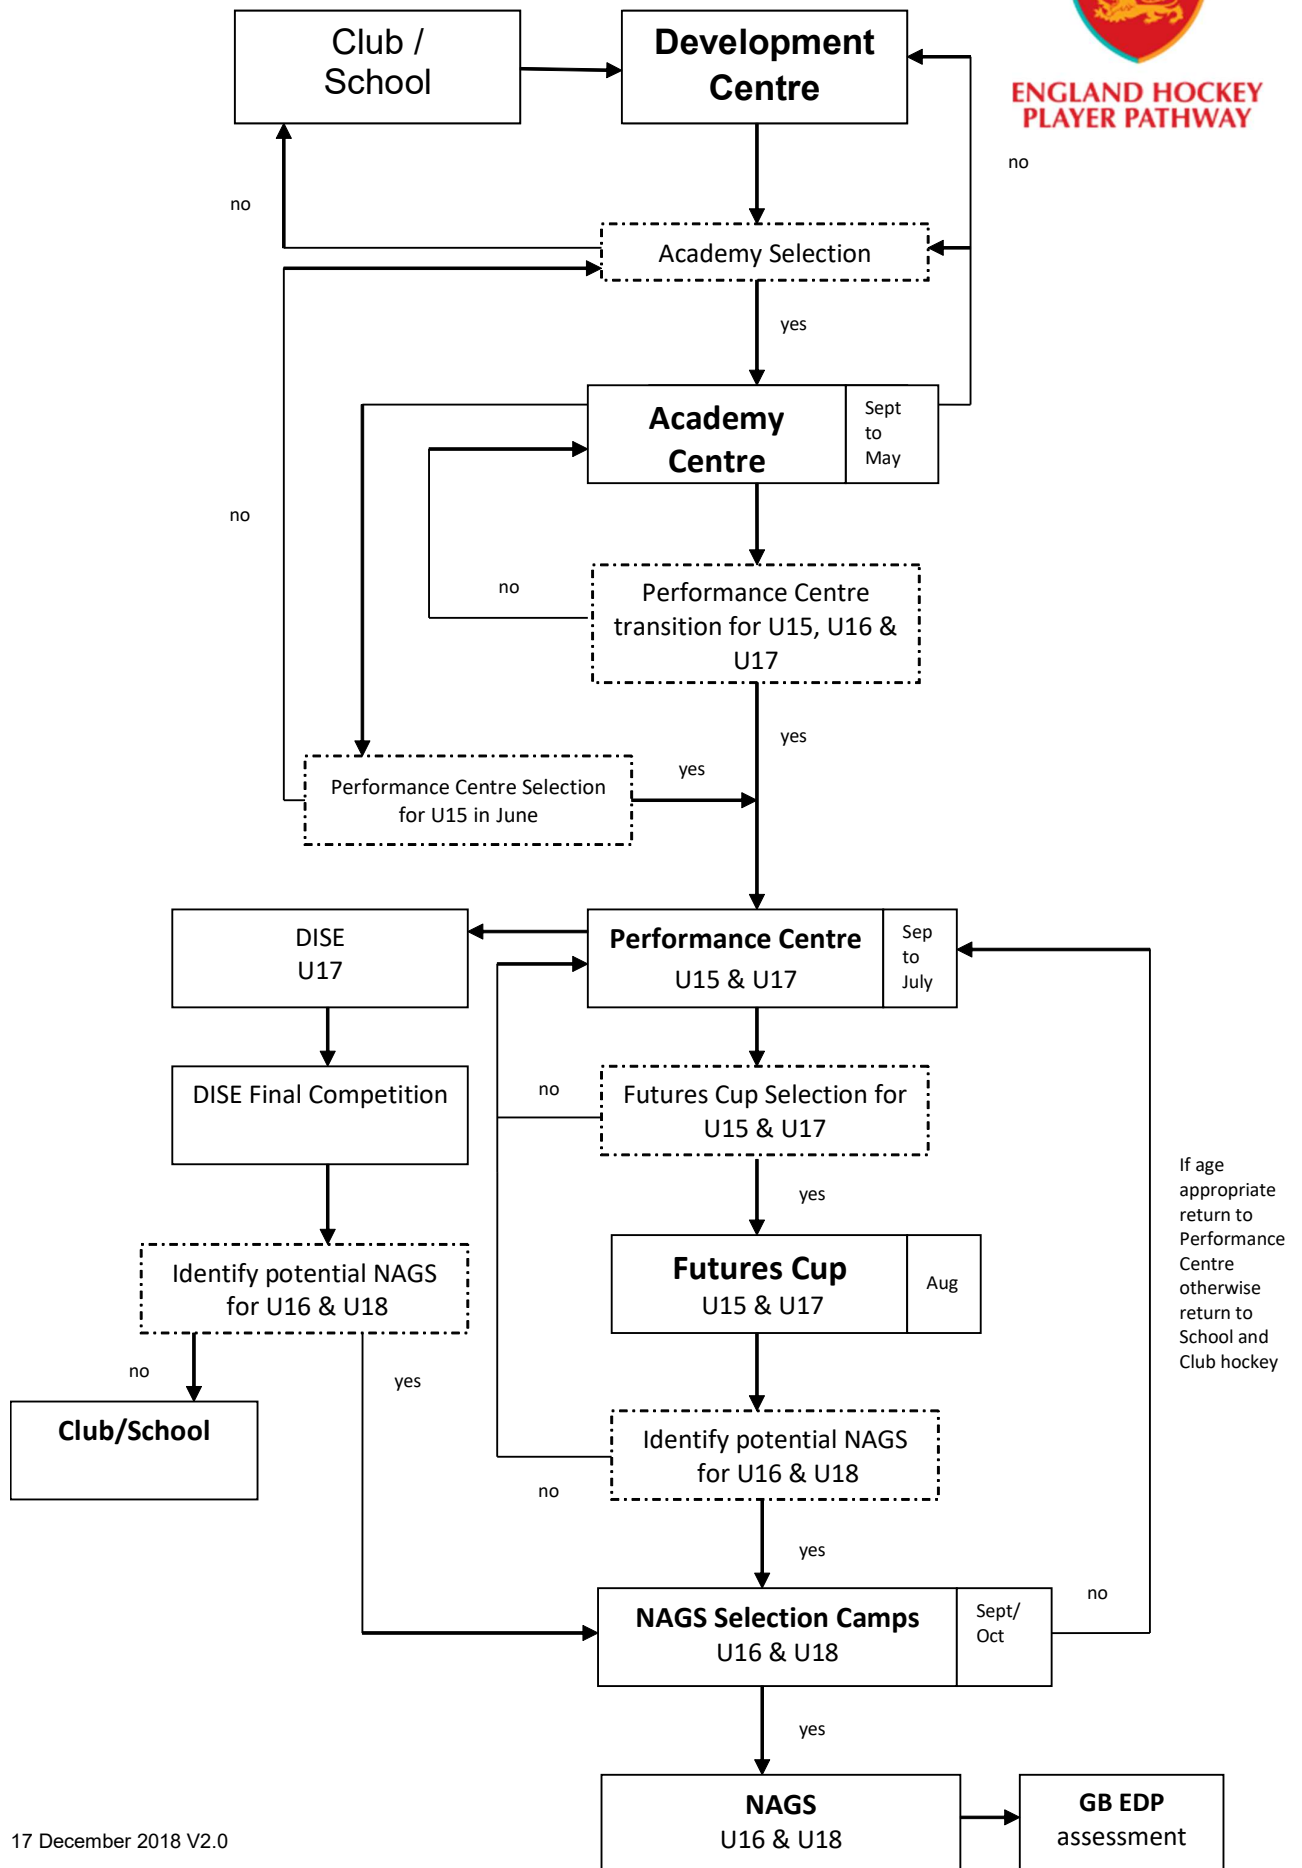 Club /
School
Development
Centre
ENGLAND HOCKEY
PLAYER PATHWAY
no
no
Academy Selection
yes
Academy
Centre
Sept
to
May
no
no
Performance Centre
transition for U15, U16 &
U17
yes
yes
Performance Centre Selection
for U15 in June
DISE
U17
Performance Centre
U15 & U17
Sep
to
July
DISE Final Competition
no
Futures Cup Selection for
U15 & U17
If age
appropriate
return to
Performance
Centre
otherwise
return to
School and
Club hockey
yes
Identify potential NAGS
for U16 & U18
Futures Cup
U15 & U17
Aug
no
yes
Club/School
Identify potential NAGS
for U16 & U18
no
yes
NAGS Selection Camps
U16 & U18
Sept/
Oct
no
yes
NAGS
U16 & U18
GB EDP
assessment
17 December 2018 V2.0